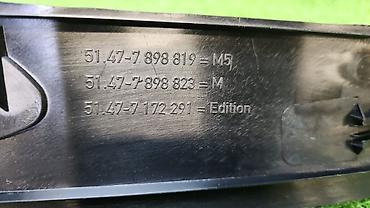 51.47-7 898 819 = M5
51.47-7 898 823 = M
51.47-7 172 291 = Edition